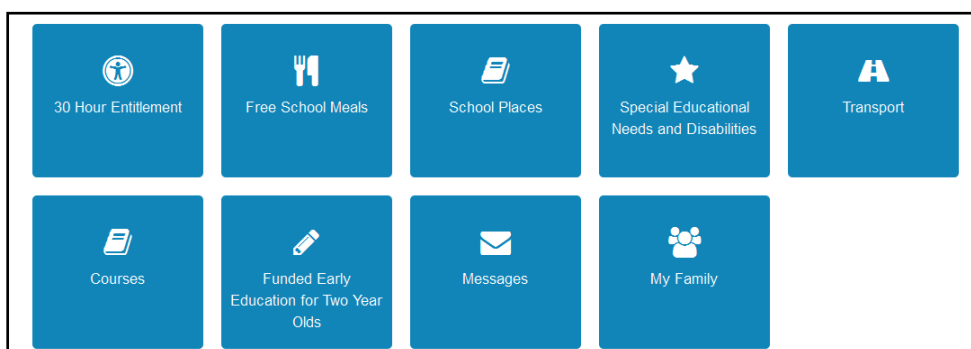 30 Hour Entitlement
Free School Meals
School Places
Special Educational
Needs and Disabilities
Transport
Courses
Funded Early
Education for Two Year
Olds
Messages
My Family